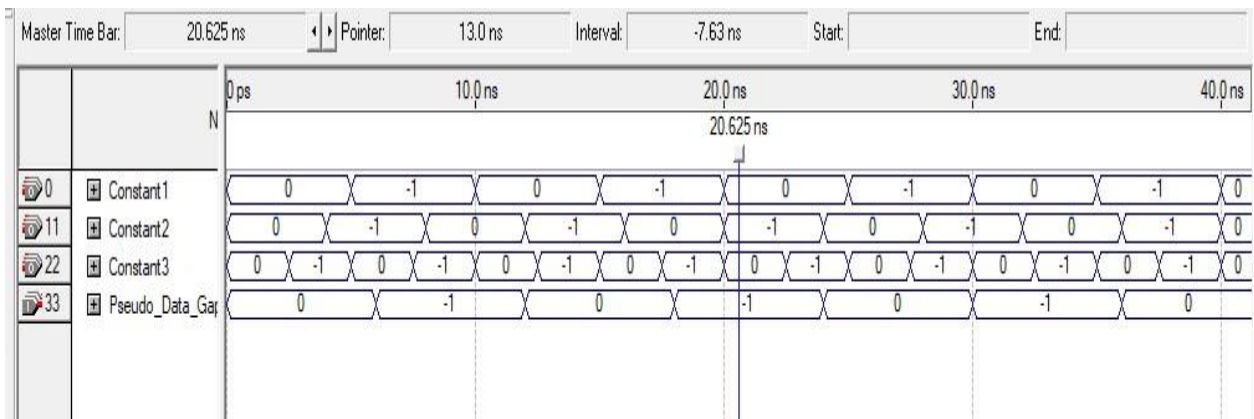 Master Time Bar: 20.625 ns Pointer: 13.0 ns Interval: -7.63 ns Start: End:
N 0 ps 10.0 ns 20.0 ns 30.0 ns 40.0 ns
20.625 ns
0 Constant1 0 -1 0 -1 0 -1 0 -1 0
11 Constant2 0 -1 0 -1 0 -1 0 -1 0 -1 0
22 Constant3 0 -1 0 -1 0 -1 0 -1 0 -1 0 -1 0 -1 0 -1 0
33 Pseudo_Data_Gap 0 -1 0 -1 0 -1 0